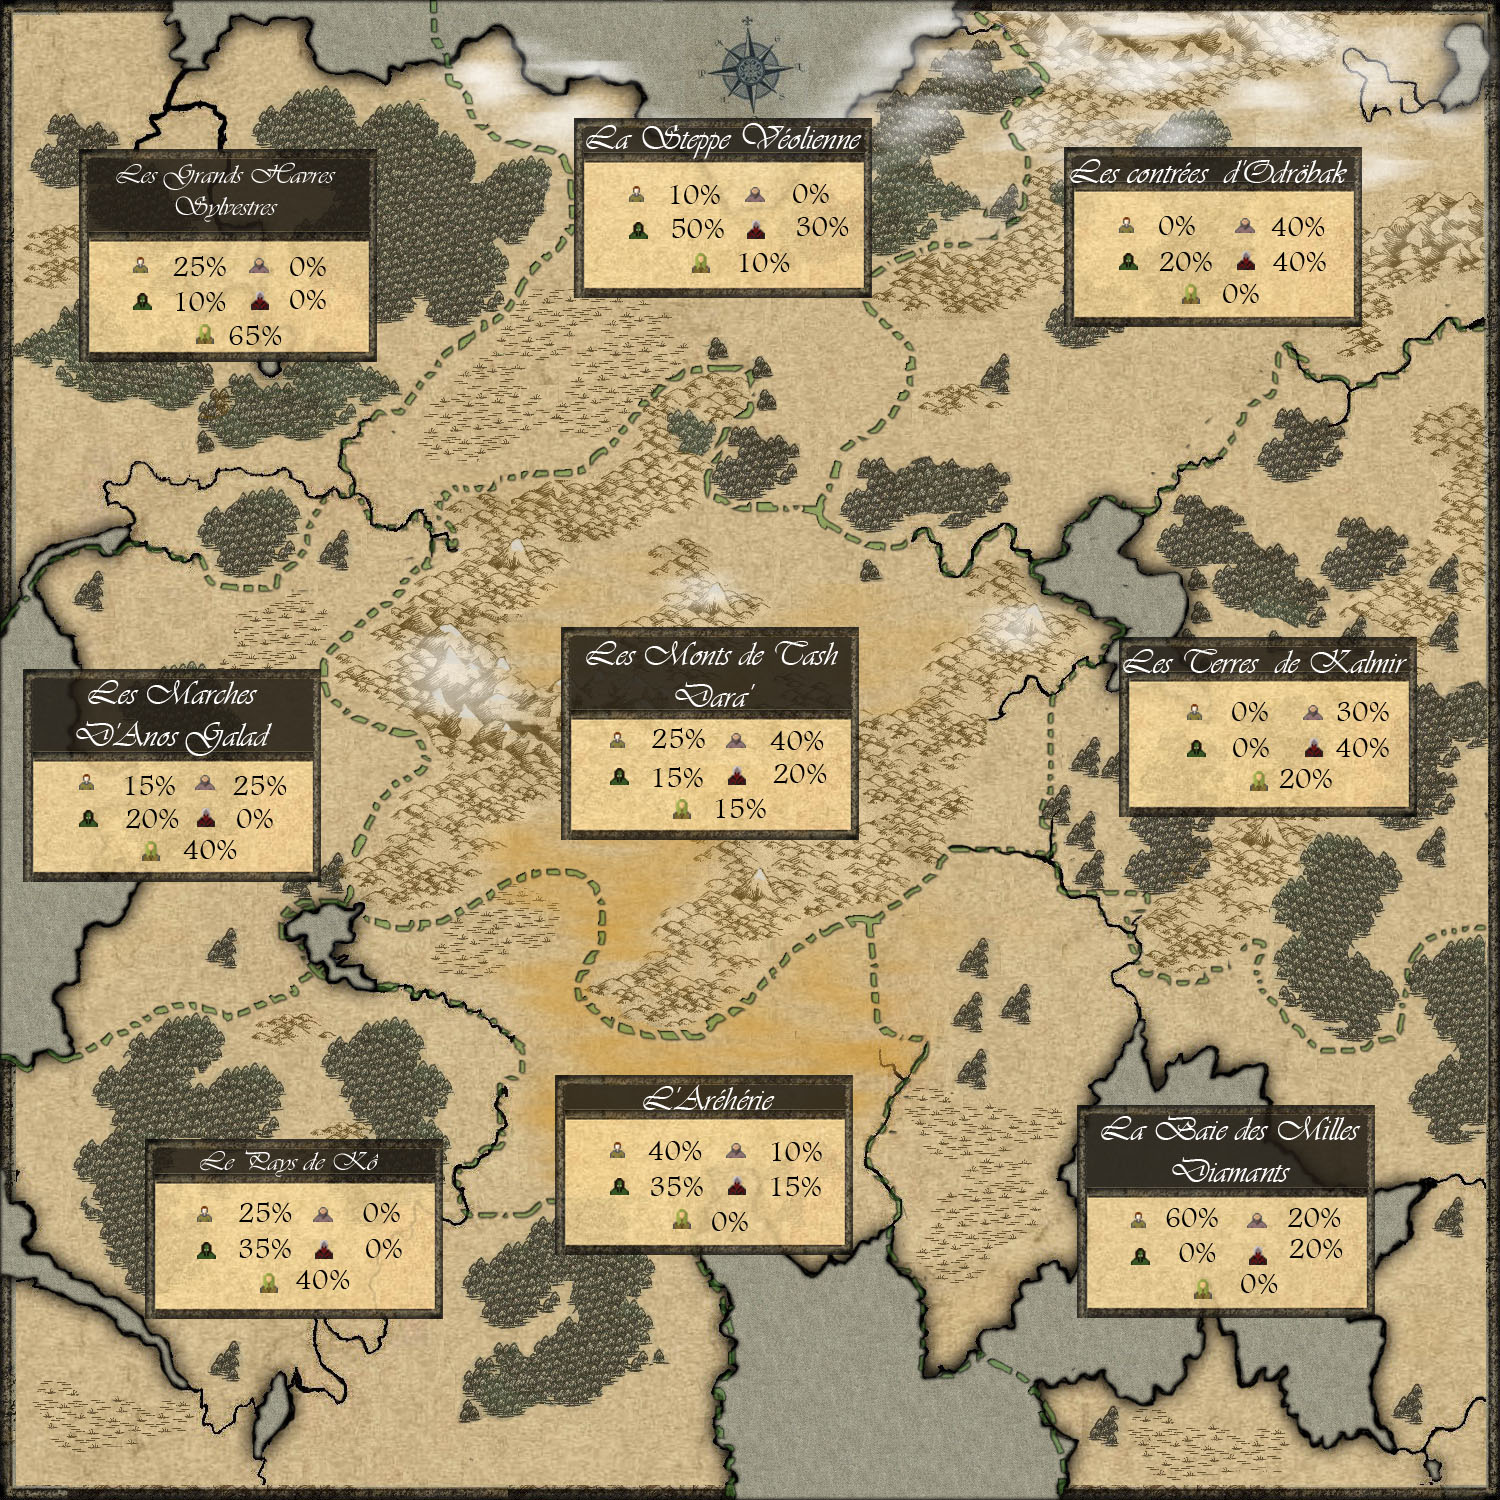 La Steppe Véolienne
10% 0%
50% 30%
10%
Les Grands Havres
Sylvestres
25% 0%
10% 0%
65%
Les contrées d'Odröbak
0% 40%
20% 40%
0%
Les Monts de Tash
Dara'
25% 40%
15% 20%
15%
Les Terres de Kalmir
0% 30%
0% 40%
20%
Les Marches
D'Anos Galad
15% 25%
20% 0%
40%
L'Aréhérie
40% 10%
35% 15%
0%
La Baie des Milles
Diamants
60% 20%
0% 20%
0%
Le Pays de Kô
25% 0%
35% 0%
40%